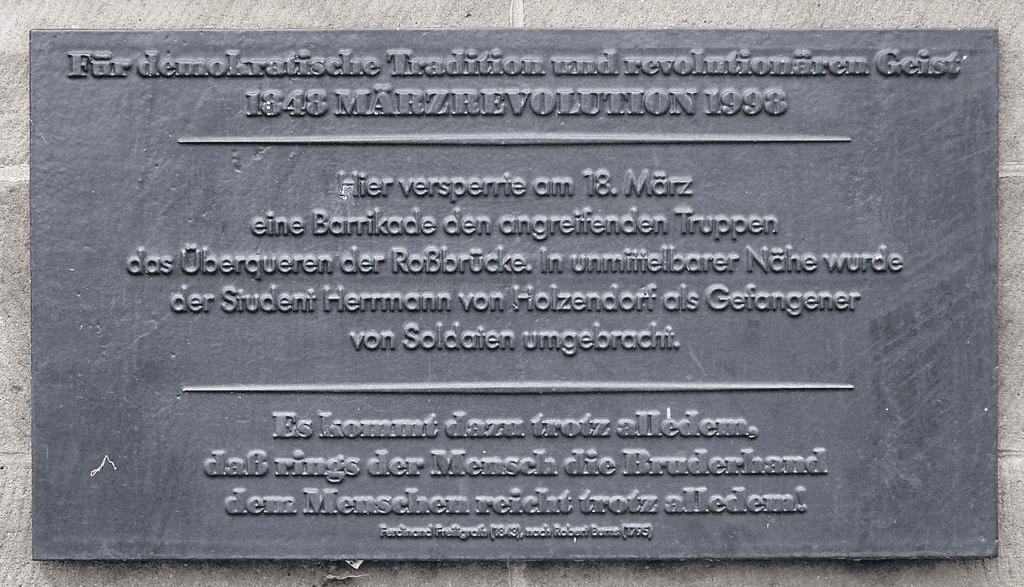 Für demokratische Tradition und revolutionären Geist
1848 MÄRZREVOLUTION 1998
Hier versperrte am 18. März
eine Barrikade den angreifenden Truppen
das Überqueren der Roßbrücke. In unmittelbarer Nähe wurde
der Student Herrmann von Holzendorf als Gefangener
von Soldaten umgebracht.
Es kommt dazu trotz alledem,
daß rings der Mensch die Bruderhand
dem Menschen reicht trotz alledem!
Ferdinand Freiligrath (1843), nach Robert Burns (1795)